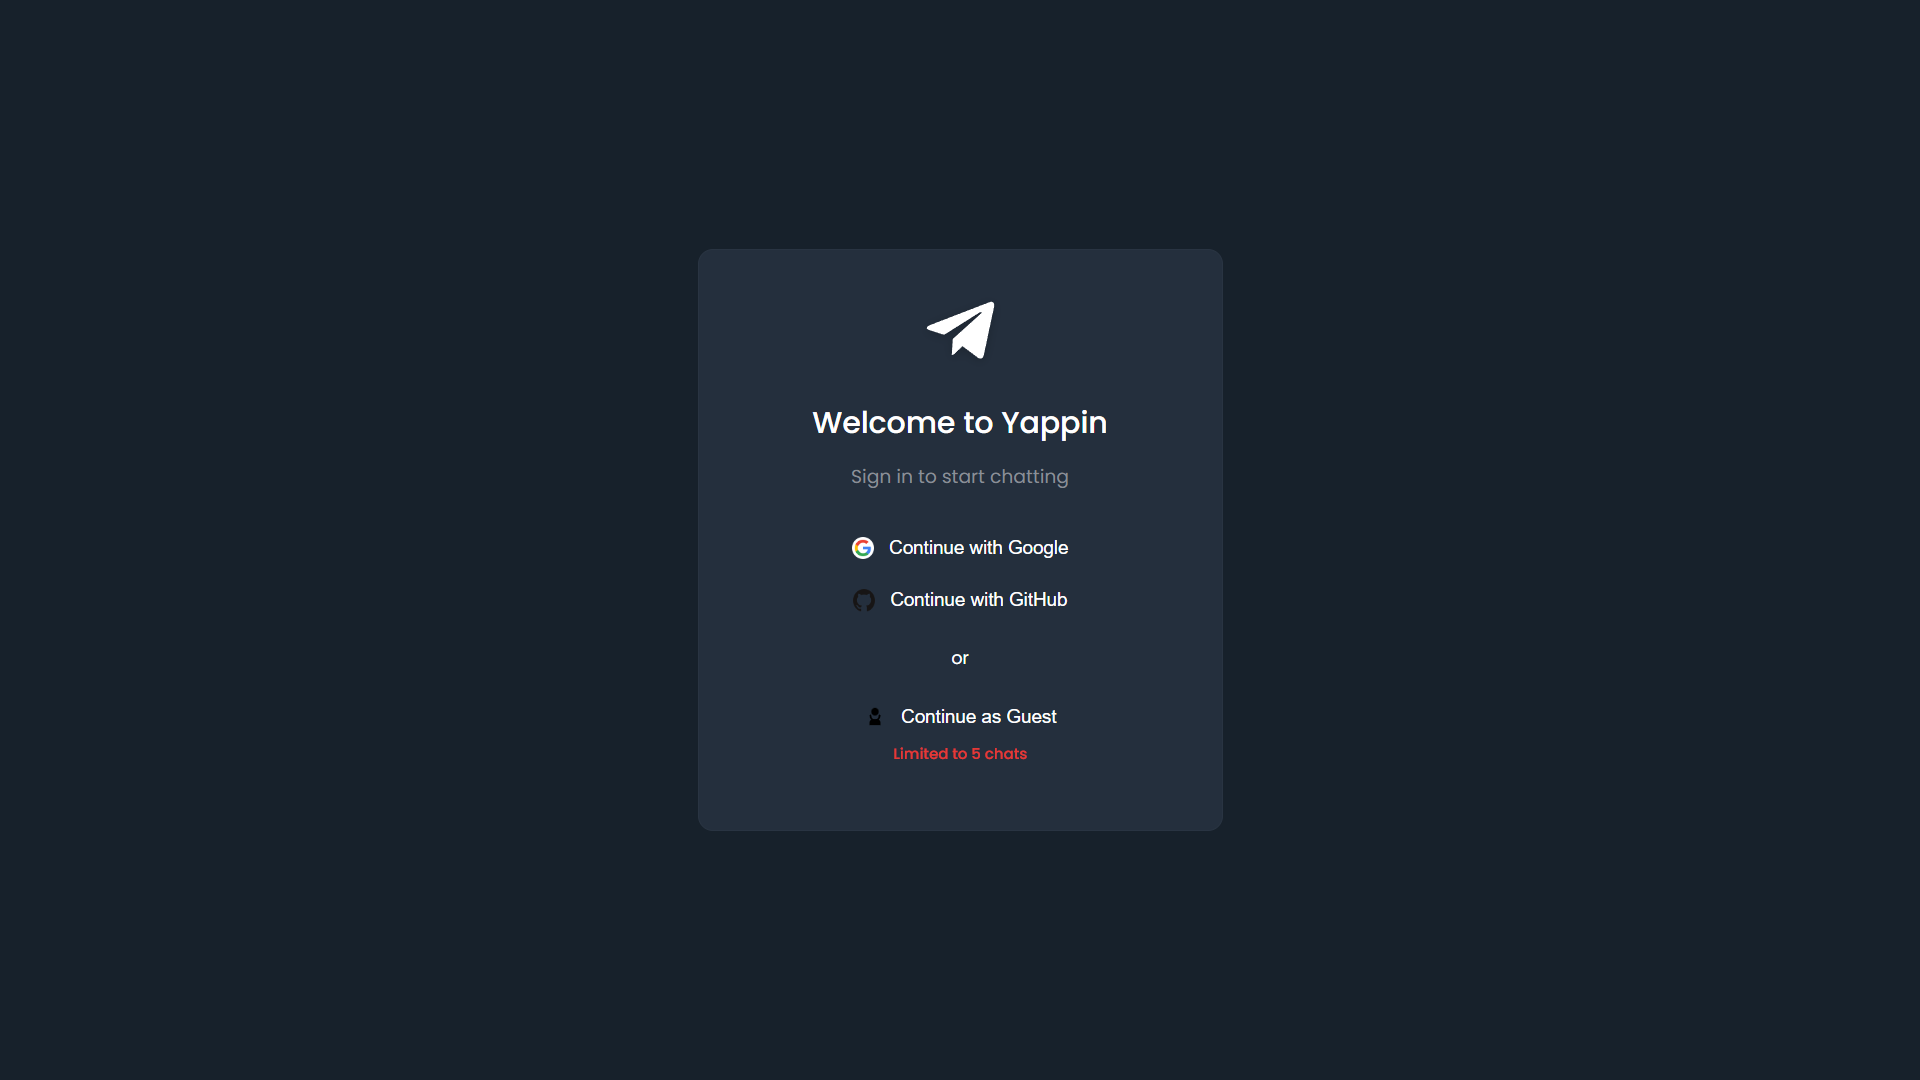 Welcome to Yappin
Sign in to start chatting
Continue with Google
Continue with GitHub
or
Continue as Guest
Limited to 5 chats